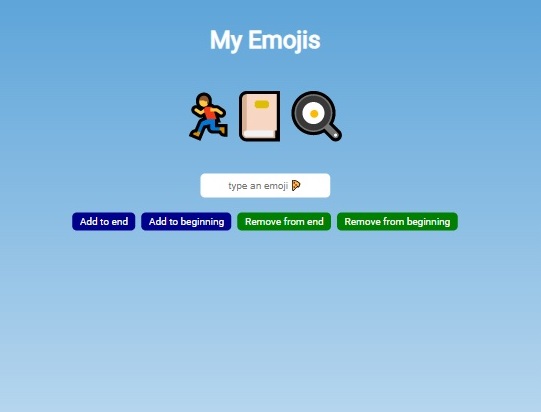 My Emojis
type an emoji 🍕
Add to end Add to beginning Remove from end Remove from beginning